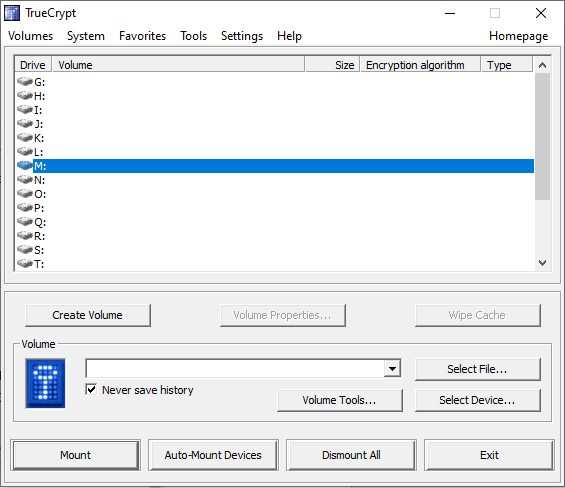 TrueCrypt
Volumes System Favorites Tools Settings Help Homepage
Drive Volume Size Encryption algorithm Type
G:
H:
I:
J:
K:
L:
M:
N:
O:
P:
Q:
R:
S:
T:
Create Volume Volume Properties... Wipe Cache
Volume
Select File...
Never save history
Volume Tools... Select Device...
Mount Auto-Mount Devices Dismount All Exit